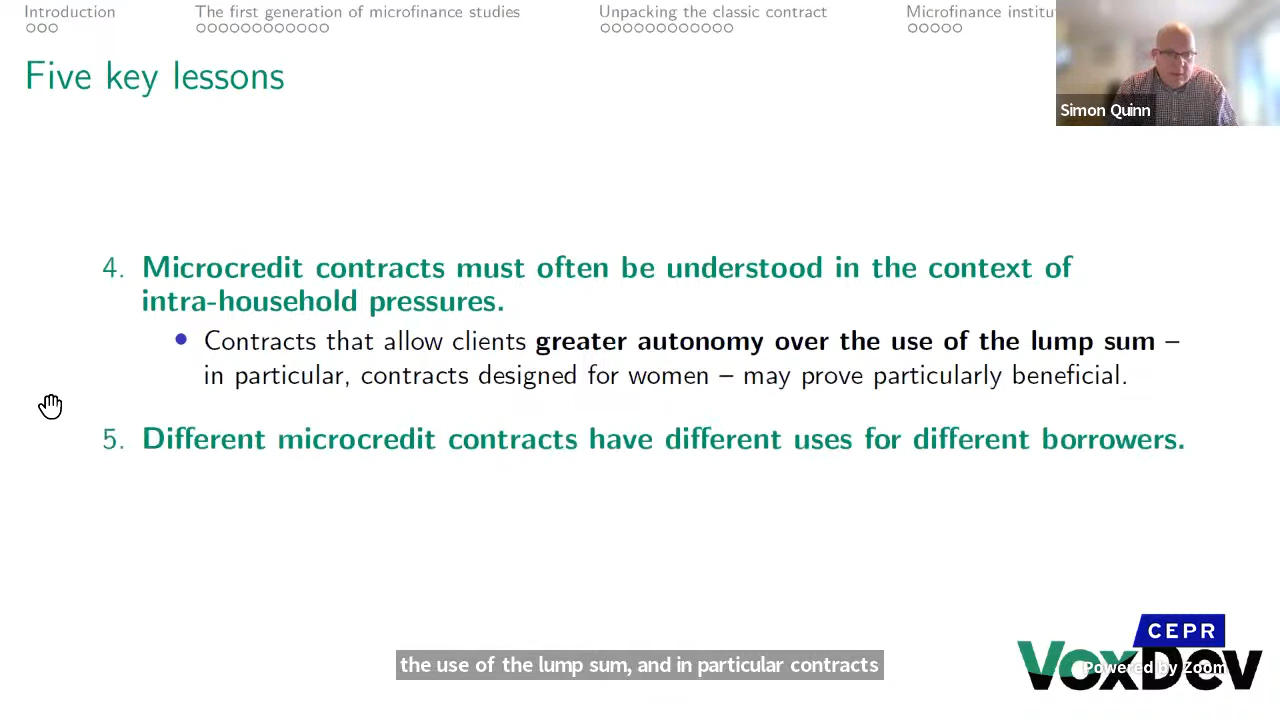 Introduction
The first generation of microfinance studies
Unpacking the classic contract
Microfinance institu
Five key lessons
Simon Quinn
4. Microcredit contracts must often be understood in the context of
intra-household pressures.
• Contracts that allow clients greater autonomy over the use of the lump sum –
in particular, contracts designed for women – may prove particularly beneficial.
5. Different microcredit contracts have different uses for different borrowers.
CEPR
VoxDev
Powered by Zoom
the use of the lump sum, and in particular contracts